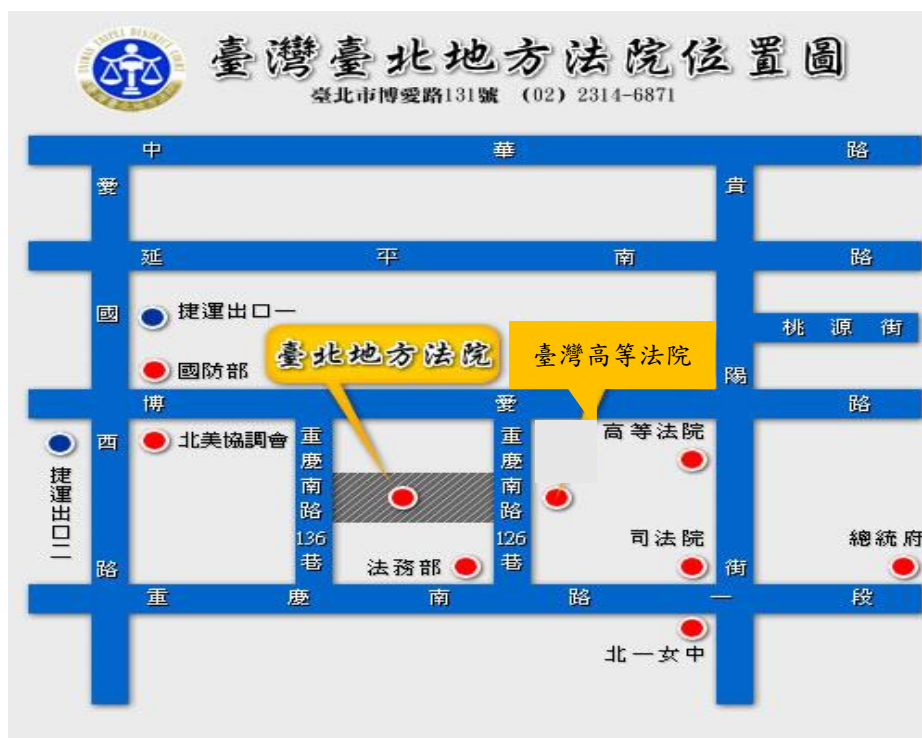 臺灣臺北地方法院位置圖
臺北市博愛路131號 (02) 2314-6871
中華路
愛國西路
貴陽街
延平南路
捷運出口一
桃源街
國防部
臺北地方法院
臺灣高等法院
博愛路
捷運出口二
北美協調會
重慶南路136巷
重慶南路126巷
高等法院
法務部
司法院
總統府
重慶南路一段
北一女中